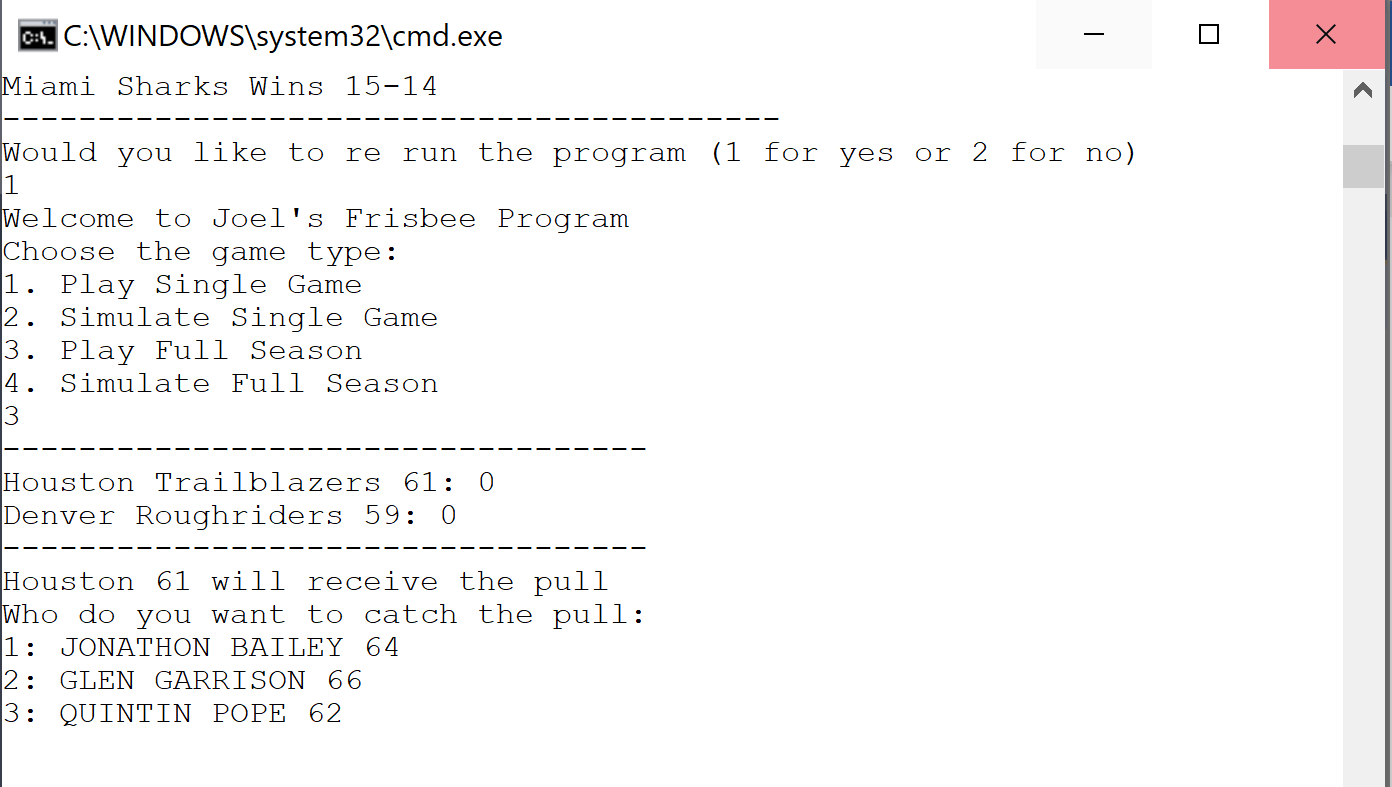 C:\WINDOWS\system32\cmd.exe
Miami Sharks Wins 15-14
-----------------------------------------
Would you like to re run the program (1 for yes or 2 for no)
1
Welcome to Joel's Frisbee Program
Choose the game type:
1. Play Single Game
2. Simulate Single Game
3. Play Full Season
4. Simulate Full Season
3
----------------------------------
Houston Trailblazers 61: 0
Denver Roughriders 59: 0
----------------------------------
Houston 61 will receive the pull
Who do you want to catch the pull:
1: JONATHON BAILEY 64
2: GLEN GARRISON 66
3: QUINTIN POPE 62